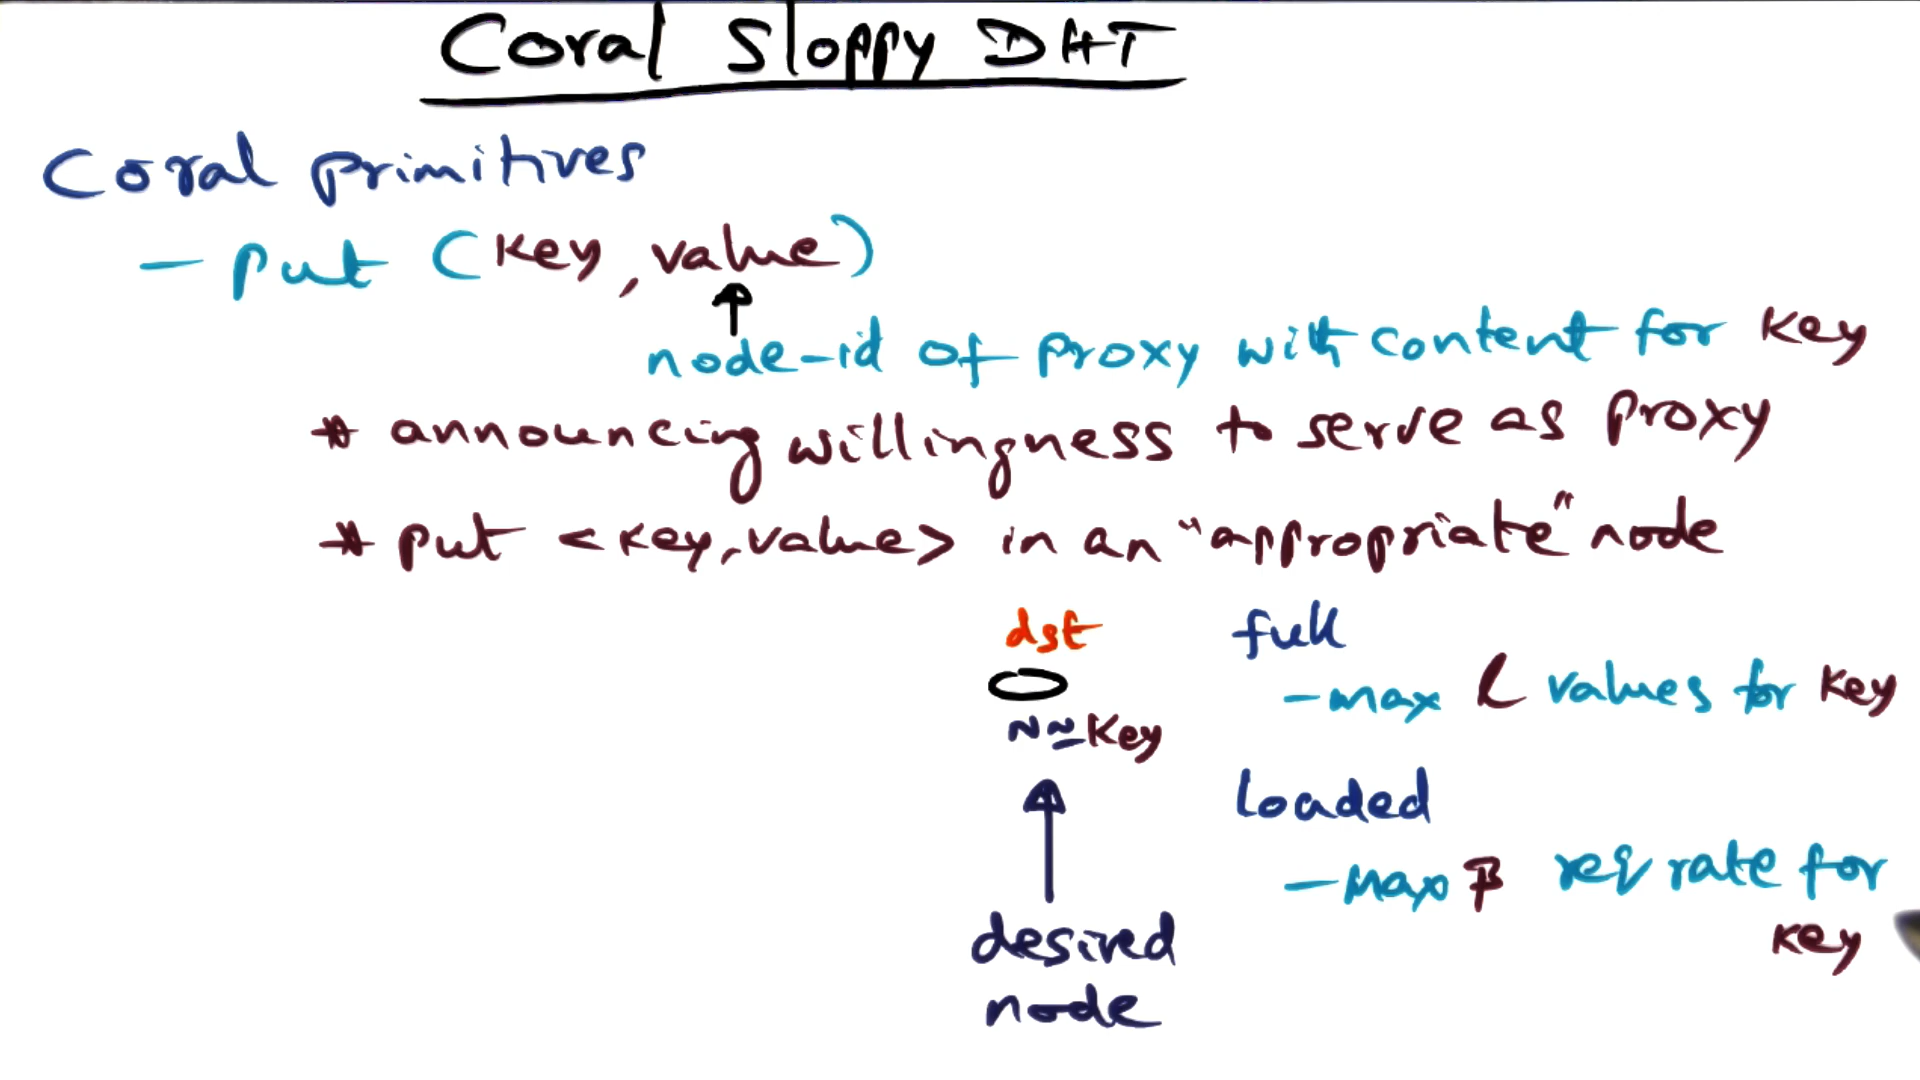 Coral Sloppy DHT
Coral primitives
- put (key, value)
↑
node-id of proxy with content for key
* announcing willingness to serve as proxy
* put <key, value> in an "appropriate" node
dst
N ≃ Key
desired
node
full
- max l values for key
loaded
- max β req rate for
key